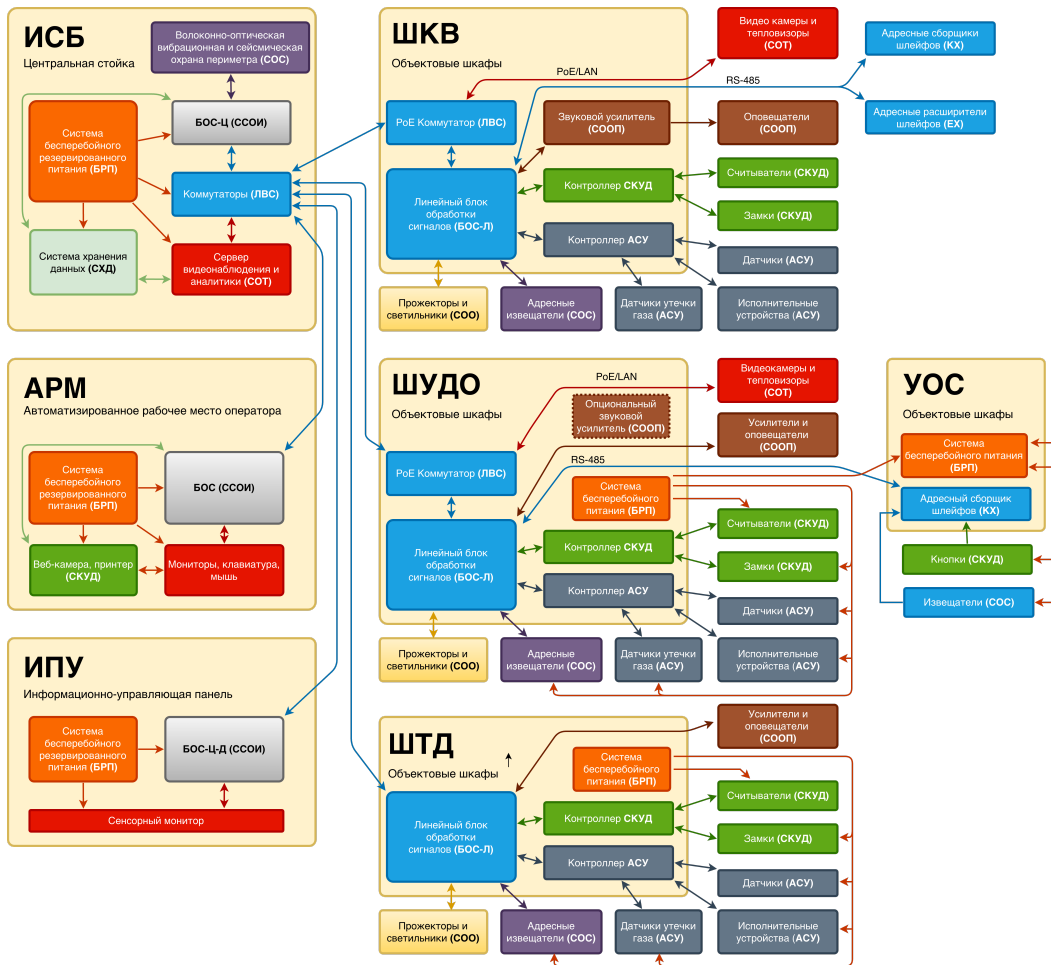 ИСБ
Центральная стойка
Волоконно-оптическая
вибрационная и сейсмическая
охрана периметра (СОС)
БОС-Ц (ССОИ)
Система
бесперебойного
резервированного
питания (БРП)
Коммутаторы (ЛВС)
Система хранения
данных (СХД)
Сервер
видеонаблюдения и
аналитики (СОТ)
АРМ
Автоматизированное рабочее место оператора
Система
бесперебойного
резервированного
питания (БРП)
БОС (ССОИ)
Веб-камера, принтер
(СКУД)
Мониторы, клавиатура,
мышь
ИПУ
Информационно-управляющая панель
Система
бесперебойного
резервированного
питания (БРП)
БОС-Ц-Д (ССОИ)
Сенсорный монитор
ШКВ
Объектовые шкафы
PoE/LAN
RS-485
Видео камеры и
тепловизоры
(СОТ)
Адресные сборщики
шлейфов (КХ)
Адресные расширители
шлейфов (ЕХ)
PoE Коммутатор (ЛВС)
Звуковой усилитель
(СООП)
Оповещатели
(СООП)
Линейный блок
обработки
сигналов (БОС-Л)
Контроллер СКУД
Считыватели (СКУД)
Замки (СКУД)
Контроллер АСУ
Датчики (АСУ)
Прожекторы и
светильники (СОО)
Адресные
извещатели (СОС)
Датчики утечки
газа (АСУ)
Исполнительные
устройства (АСУ)
ШУДО
Объектовые шкафы
PoE/LAN
Видеокамеры и
тепловизоры
(СОТ)
Опциональный
звуковой
усилитель (СООП)
Усилители и
оповещатели
(СООП)
PoE Коммутатор (ЛВС)
RS-485
Система
бесперебойного
питания (БРП)
Линейный блок
обработки
сигналов (БОС-Л)
Контроллер СКУД
Считыватели (СКУД)
Замки (СКУД)
Контроллер АСУ
Датчики (АСУ)
Прожекторы и
светильники (СОО)
Адресные
извещатели (СОС)
Датчики утечки
газа (АСУ)
Исполнительные
устройства (АСУ)
УОС
Объектовые шкафы
Система
бесперебойного питания
(БРП)
Адресный сборщик
шлейфов (КХ)
Кнопки (СКУД)
Извещатели (СОС)
ШТД
Объектовые шкафы
Усилители и
оповещатели
(СООП)
Система
бесперебойного
питания (БРП)
Линейный блок
обработки
сигналов (БОС-Л)
Контроллер СКУД
Считыватели (СКУД)
Замки (СКУД)
Контроллер АСУ
Датчики (АСУ)
Прожекторы и
светильники (СОО)
Адресные
извещатели (СОС)
Датчики утечки
газа (АСУ)
Исполнительные
устройства (АСУ)